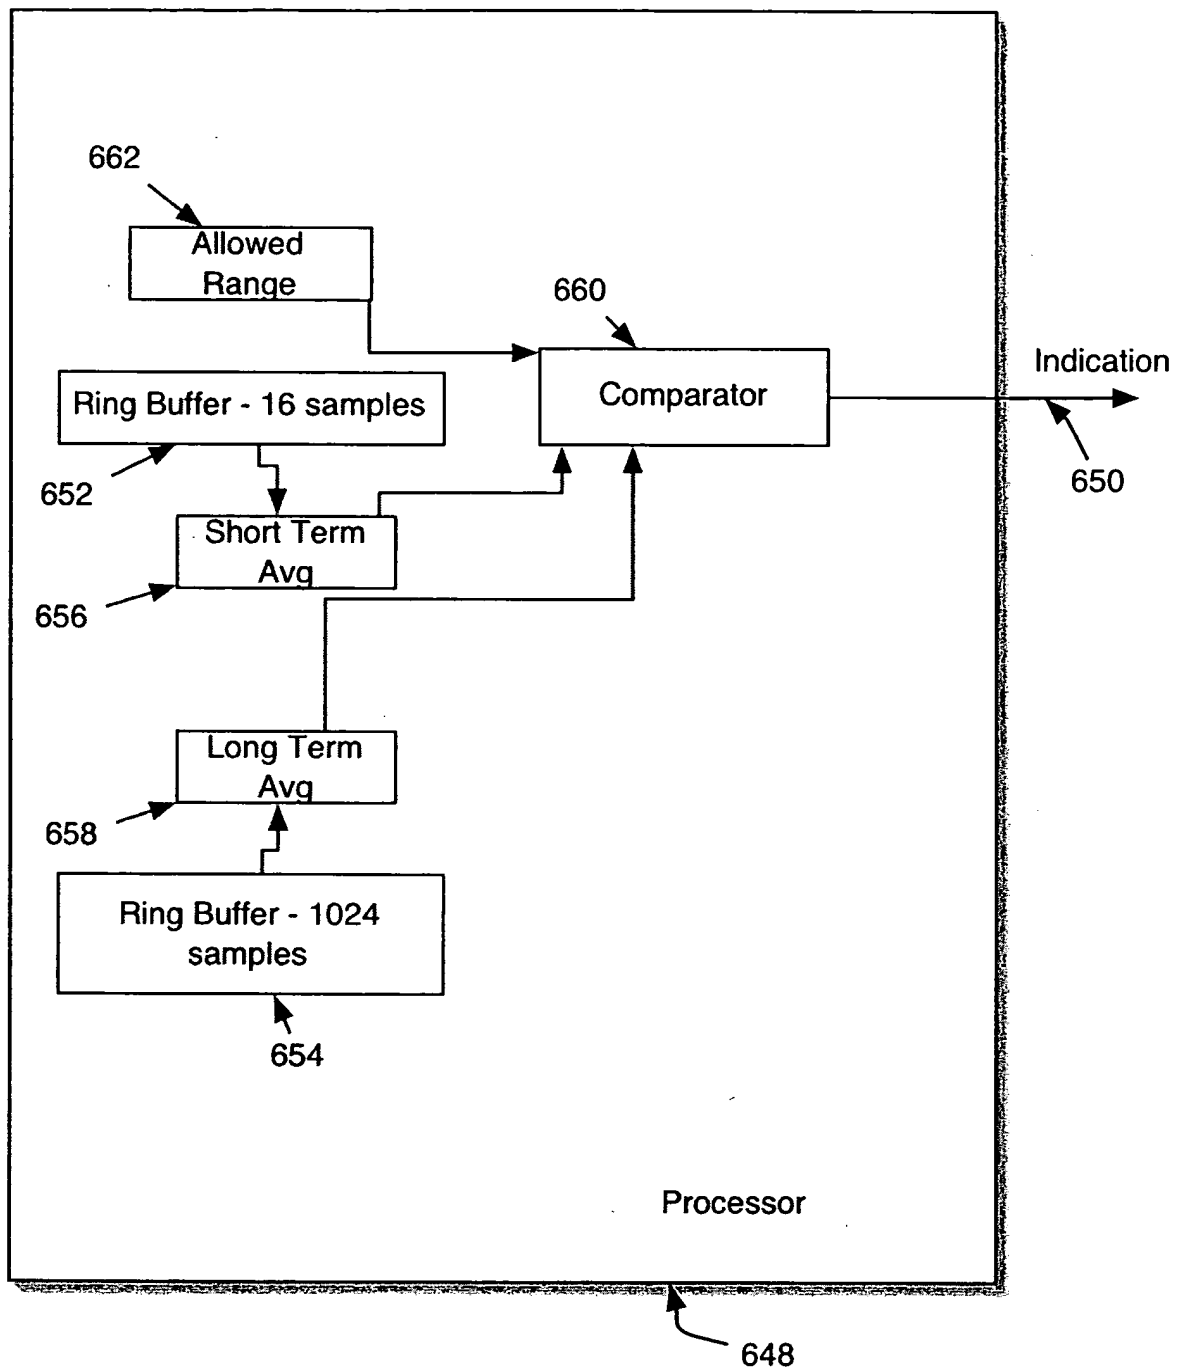 662
Allowed
Range
660
Indication
Comparator
Ring Buffer - 16 samples
650
652
Short Term
Avg
656
Long Term
Avg
658
Ring Buffer - 1024
samples
654
Processor
648